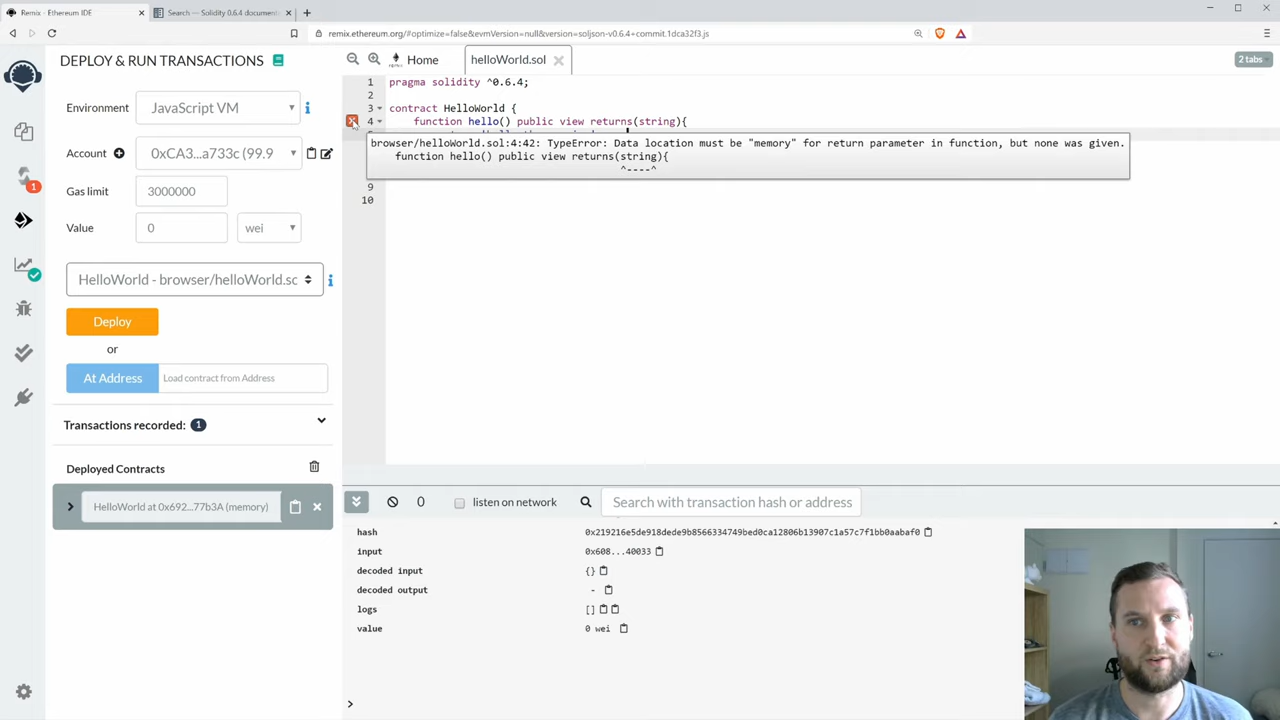 Remix - Ethereum IDE
Search — Solidity 0.6.4 document
remix.ethereum.org/#optimize=false&evmVersion=null&version=soljson-v0.6.4+commit.1dca32f3.js
DEPLOY & RUN TRANSACTIONS
Home
helloWorld.sol
2 tabs
Environment
JavaScript VM
Account
0xCA3...a733c (99.9
Gas limit
3000000
Value
0
wei
HelloWorld - browser/helloWorld.sc
Deploy
or
At Address
Load contract from Address
Transactions recorded: 1
Deployed Contracts
HelloWorld at 0x692...77b3A (memory)
1
1 pragma solidity ^0.6.4;
2
3 contract HelloWorld {
4 function hello() public view returns(string){
browser/helloWorld.sol:4:42: TypeError: Data location must be "memory" for return parameter in function, but none was given.
function hello() public view returns(string){
^----^
9
10
0
listen on network
Search with transaction hash or address
hash 0x219216e5de918dede9b8566334749bed0ca12806b13907c1a57c7f1bb0aabaf0
input 0x608...40033
decoded input {}
decoded output -
logs []
value 0 wei
>